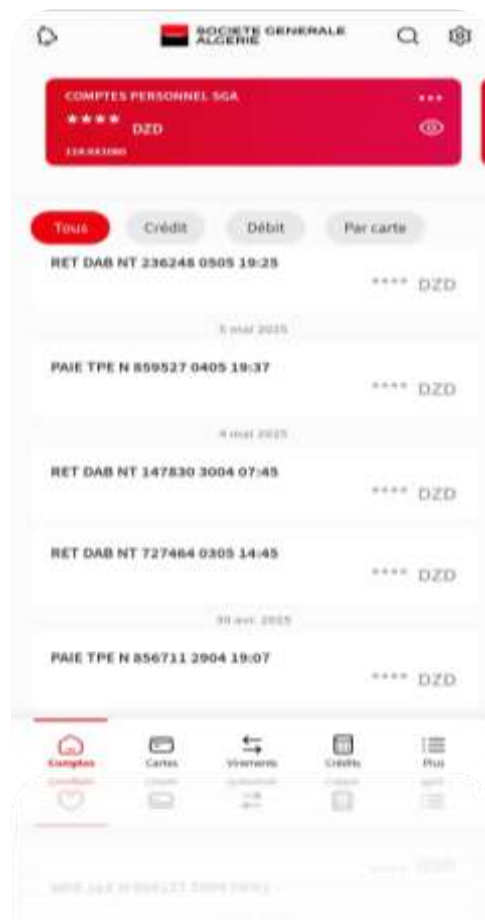 SOCIETE GENERALE
ALGERIE
COMPTES PERSONNEL SGA
**** DZD
Tous
Crédit
Débit
Par carte
RET DAB NT 236248 0505 19:25
**** DZD
5 mai 2025
PAIE TPE N 859527 0405 19:37
**** DZD
4 mai 2025
RET DAB NT 147830 3004 07:45
**** DZD
RET DAB NT 727464 0305 14:45
**** DZD
30 avr. 2025
PAIE TPE N 856711 2904 19:07
**** DZD
Comptes
Cartes
Virements
Crédits
Plus